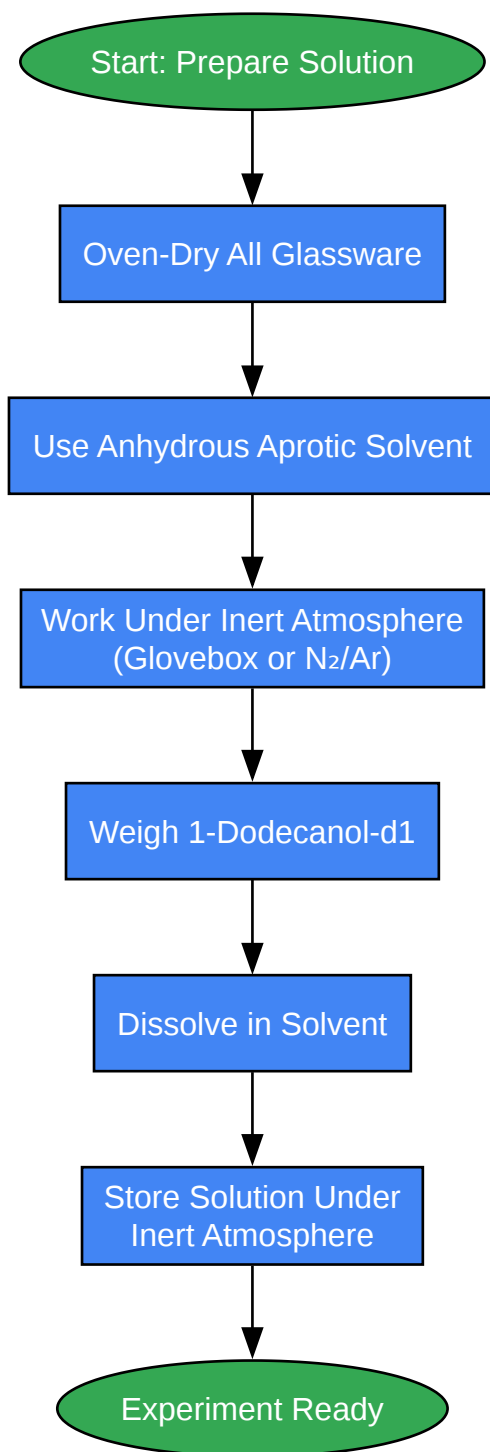 Start: Prepare Solution
Oven-Dry All Glassware
Use Anhydrous Aprotic Solvent
Work Under Inert Atmosphere
(Glovebox or N₂/Ar)
Weigh 1-Dodecanol-d1
Dissolve in Solvent
Store Solution Under
Inert Atmosphere
Experiment Ready